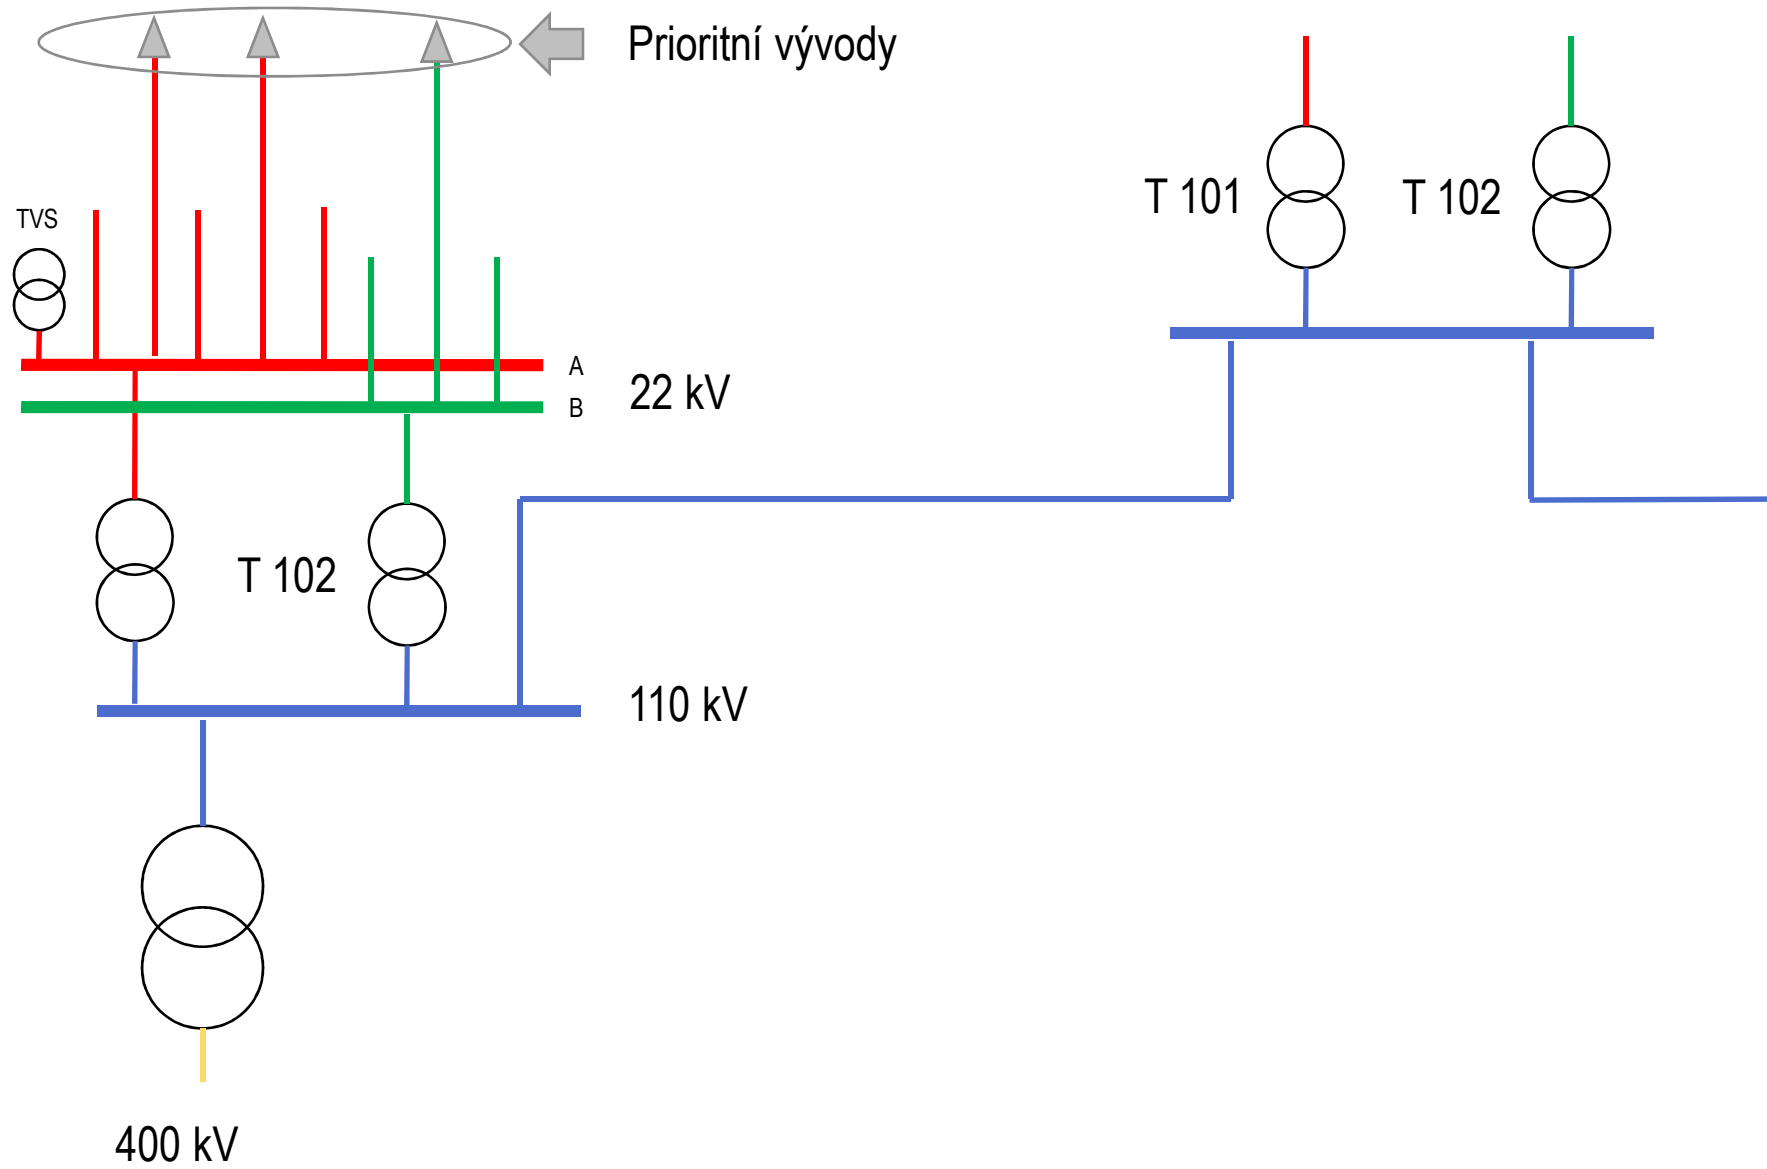 Prioritní vývody
T 101
T 102
TVS
A
22 kV
B
T 102
110 kV
400 kV